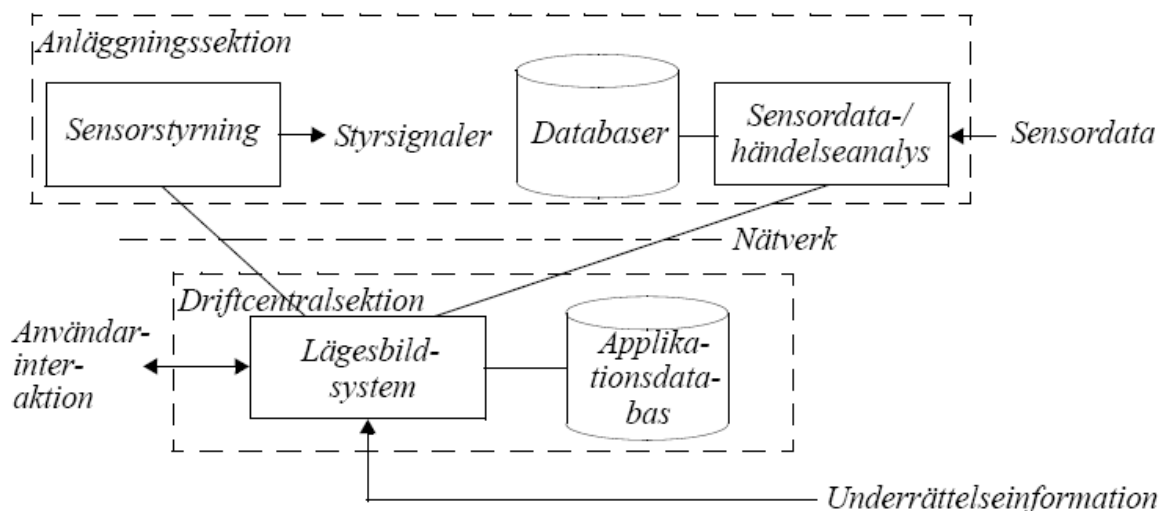 Anläggningssektion
Sensorstyrning
Styrsignaler
Databaser
Sensordata-/
händelseanalys
Sensordata
Nätverk
Driftcentralsektion
Användar-
inter-
aktion
Lägesbild-
system
Applika-
tionsdata-
bas
Underrättelseinformation